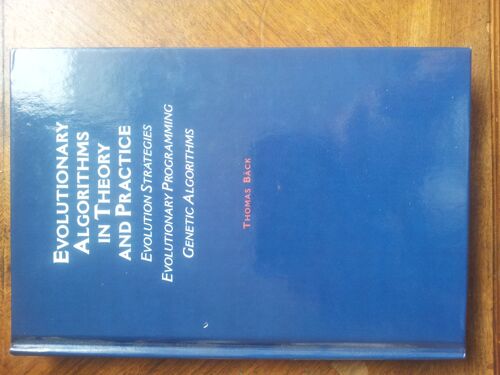 EVOLUTIONARY
ALGORITHMS
IN THEORY
AND PRACTICE
EVOLUTION STRATEGIES
EVOLUTIONARY PROGRAMMING
GENETIC ALGORITHMS
THOMAS BÄCK